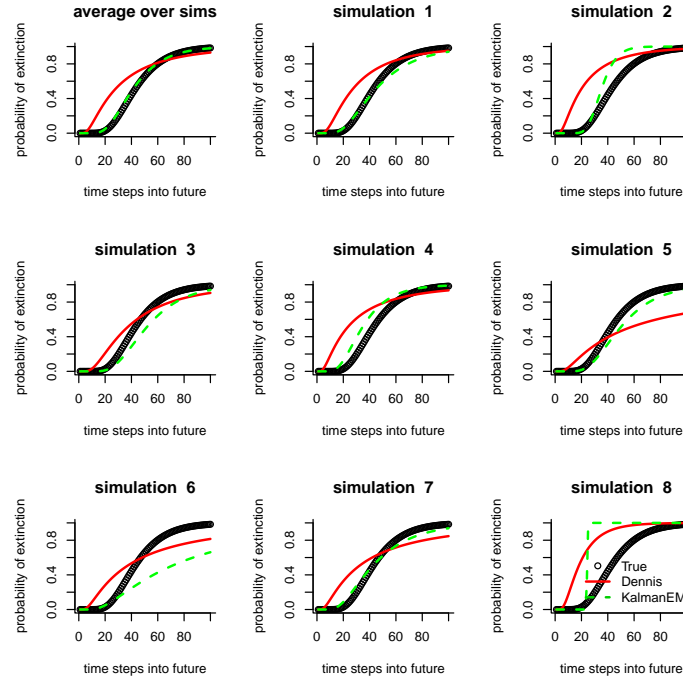 average over sims
probability of extinction
0.0 0.4 0.8
0 20 40 60 80
time steps into future
simulation 1
probability of extinction
0.0 0.4 0.8
0 20 40 60 80
time steps into future
simulation 2
probability of extinction
0.0 0.4 0.8
0 20 40 60 80
time steps into future
simulation 3
probability of extinction
0.0 0.4 0.8
0 20 40 60 80
time steps into future
simulation 4
probability of extinction
0.0 0.4 0.8
0 20 40 60 80
time steps into future
simulation 5
probability of extinction
0.0 0.4 0.8
0 20 40 60 80
time steps into future
simulation 6
probability of extinction
0.0 0.4 0.8
0 20 40 60 80
time steps into future
simulation 7
probability of extinction
0.0 0.4 0.8
0 20 40 60 80
time steps into future
simulation 8
probability of extinction
0.0 0.4 0.8
True
Dennis
KalmanEM
0 20 40 60 80
time steps into future